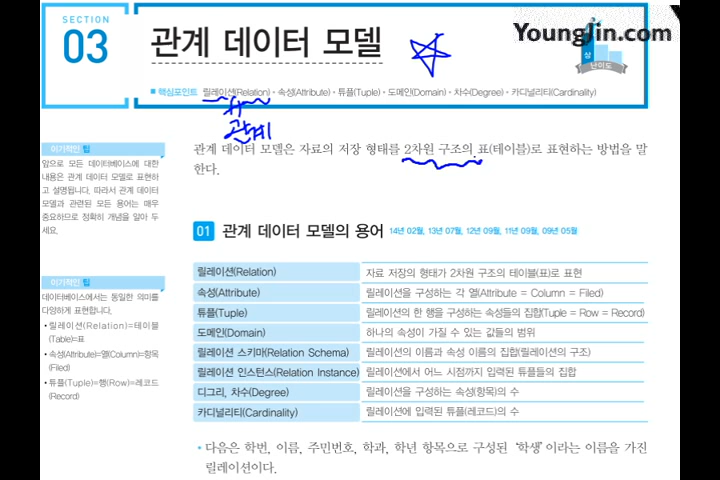 SECTION
03
관계 데이터 모델
YoungJin.com
상
난이도
■ 핵심포인트 릴레이션(Relation) • 속성(Attribute) • 튜플(Tuple) • 도메인(Domain) • 차수(Degree) • 카디널리티(Cardinality)
관계
이기적인 팁
앞으로 모든 데이터베이스에 대한
내용은 관계 데이터 모델로 표현하
고 설명됩니다. 따라서 관계 데이터
모델과 관련된 모든 용어는 매우
중요하므로 정확히 개념을 알아 두
세요.
관계 데이터 모델은 자료의 저장 형태를 2차원 구조의 표(테이블)로 표현하는 방법을 말
한다.
01 관계 데이터 모델의 용어 14년 02월, 13년 07월, 12년 09월, 11년 09월, 09년 05월
이기적인 팁
데이터베이스에서는 동일한 의미를
다양하게 표현합니다.
• 릴레이션(Relation)=테이블
(Table)=표
• 속성(Attribute)=열(Column)=항목
(Filed)
• 튜플(Tuple)=행(Row)=레코드
(Record)
릴레이션(Relation) 자료 저장의 형태가 2차원 구조의 테이블(표)로 표현
속성(Attribute) 릴레이션을 구성하는 각 열(Attribute = Column = Filed)
튜플(Tuple) 릴레이션의 한 행을 구성하는 속성들의 집합(Tuple = Row = Record)
도메인(Domain) 하나의 속성이 가질 수 있는 값들의 범위
릴레이션 스키마(Relation Schema) 릴레이션의 이름과 속성 이름의 집합(릴레이션의 구조)
릴레이션 인스턴스(Relation Instance) 릴레이션에서 어느 시점까지 입력된 튜플들의 집합
디그리, 차수(Degree) 릴레이션을 구성하는 속성(항목)의 수
카디널리티(Cardinality) 릴레이션에 입력된 튜플(레코드)의 수
• 다음은 학번, 이름, 주민번호, 학과, 학년 항목으로 구성된 '학생'이라는 이름을 가진
릴레이션이다.